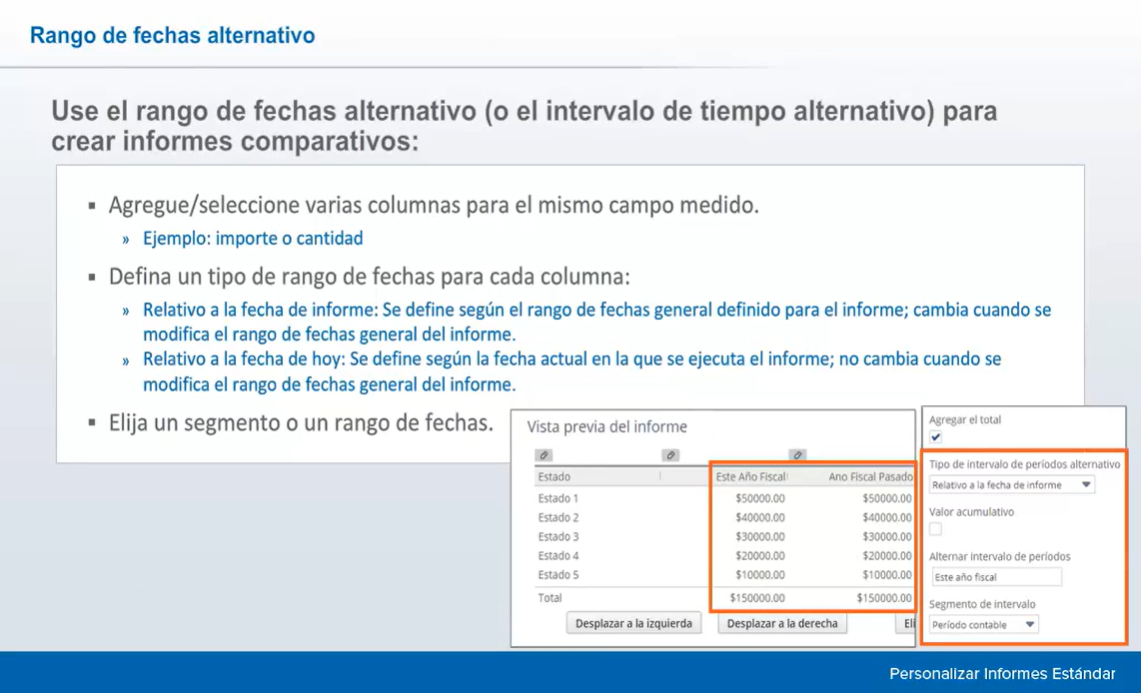 Rango de fechas alternativo
Use el rango de fechas alternativo (o el intervalo de tiempo alternativo) para
crear informes comparativos:
▪ Agregue/seleccione varias columnas para el mismo campo medido.
» Ejemplo: importe o cantidad
▪ Defina un tipo de rango de fechas para cada columna:
» Relativo a la fecha de informe: Se define según el rango de fechas general definido para el informe; cambia cuando se
modifica el rango de fechas general del informe.
» Relativo a la fecha de hoy: Se define según la fecha actual en la que se ejecuta el informe; no cambia cuando se
modifica el rango de fechas general del informe.
▪ Elija un segmento o un rango de fechas.
Vista previa del informe
Estado Este Año Fiscal Ano Fiscal Pasado
Estado 1 $50000.00 $50000.00
Estado 2 $40000.00 $40000.00
Estado 3 $30000.00 $30000.00
Estado 4 $20000.00 $20000.00
Estado 5 $10000.00 $10000.00
Total $150000.00 $150000.00
Desplazar a la izquierda Desplazar a la derecha Eli
Agregar el total
Tipo de intervalo de períodos alternativo
Relativo a la fecha de informe
Valor acumulativo
Alternar intervalo de períodos
Este año fiscal
Segmento de intervalo
Período contable
Personalizar Informes Estándar